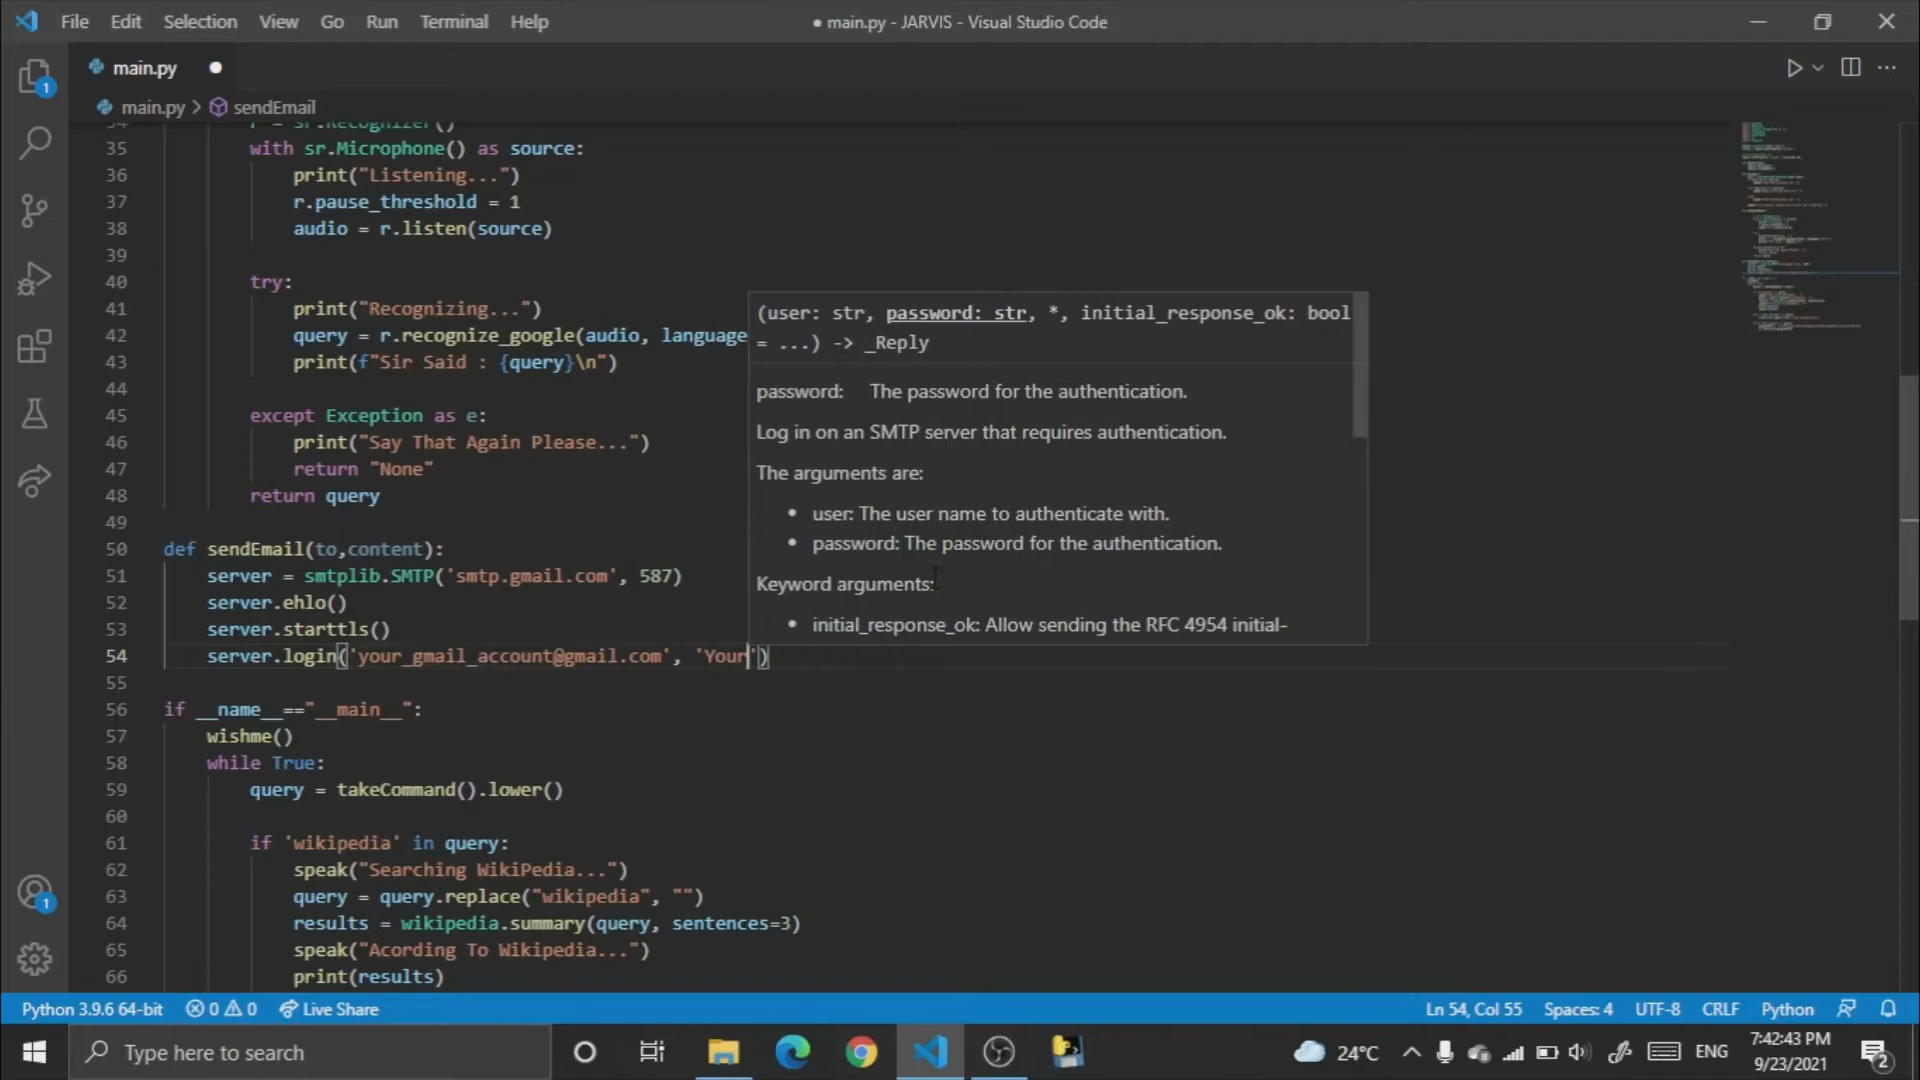 File Edit Selection View Go Run Terminal Help
● main.py - JARVIS - Visual Studio Code
main.py ●
main.py > sendEmail
34 r = sr.Recognizer()
35 with sr.Microphone() as source:
36 print("Listening...")
37 r.pause_threshold = 1
38 audio = r.listen(source)
39
40 try:
41 print("Recognizing...")
42 query = r.recognize_google(audio, language
43 print(f"Sir Said : {query}\n")
44
45 except Exception as e:
46 print("Say That Again Please...")
47 return "None"
48 return query
49
50 def sendEmail(to,content):
51 server = smtplib.SMTP('smtp.gmail.com', 587)
52 server.ehlo()
53 server.starttls()
54 server.login('your_gmail_account@gmail.com', 'Your')
55
56 if __name__=="__main__":
57 wishme()
58 while True:
59 query = takeCommand().lower()
60
61 if 'wikipedia' in query:
62 speak("Searching WikiPedia...")
63 query = query.replace("wikipedia", "")
64 results = wikipedia.summary(query, sentences=3)
65 speak("Acording To Wikipedia...")
66 print(results)
(user: str, password: str, *, initial_response_ok: bool
= ...) -> _Reply
password: The password for the authentication.
Log in on an SMTP server that requires authentication.
The arguments are:
• user: The user name to authenticate with.
• password: The password for the authentication.
Keyword arguments:
• initial_response_ok: Allow sending the RFC 4954 initial-
1
1
Python 3.9.6 64-bit 0 0 Live Share
Ln 54, Col 55 Spaces: 4 UTF-8 CRLF Python
Type here to search
24°C ENG
7:42:43 PM
9/23/2021
2